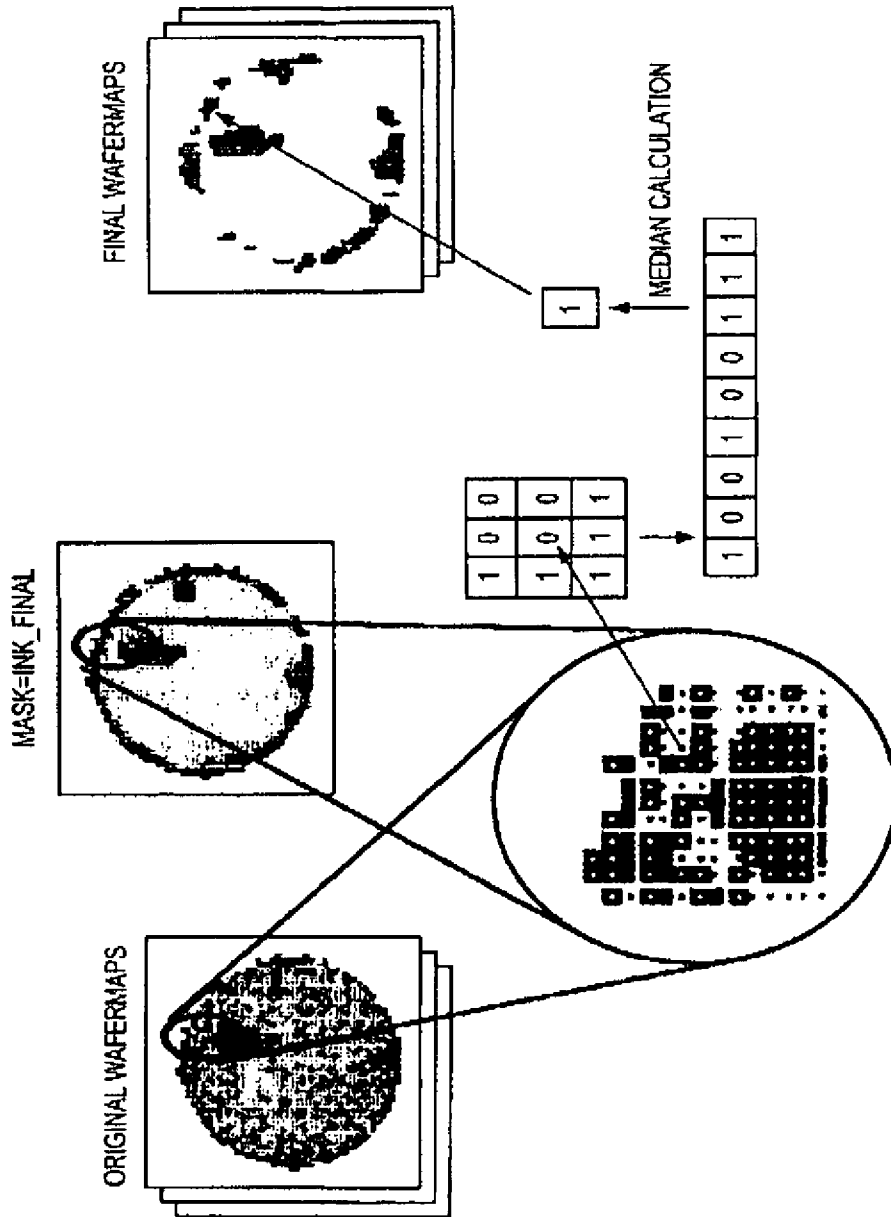 MASK=INK_FINAL
ORIGINAL WAFERMAPS
FINAL WAFERMAPS
1 0 0
1 0 0
1 1 1
1
MEDIAN CALCULATION
1 0 0 1 0 0 1 1 1